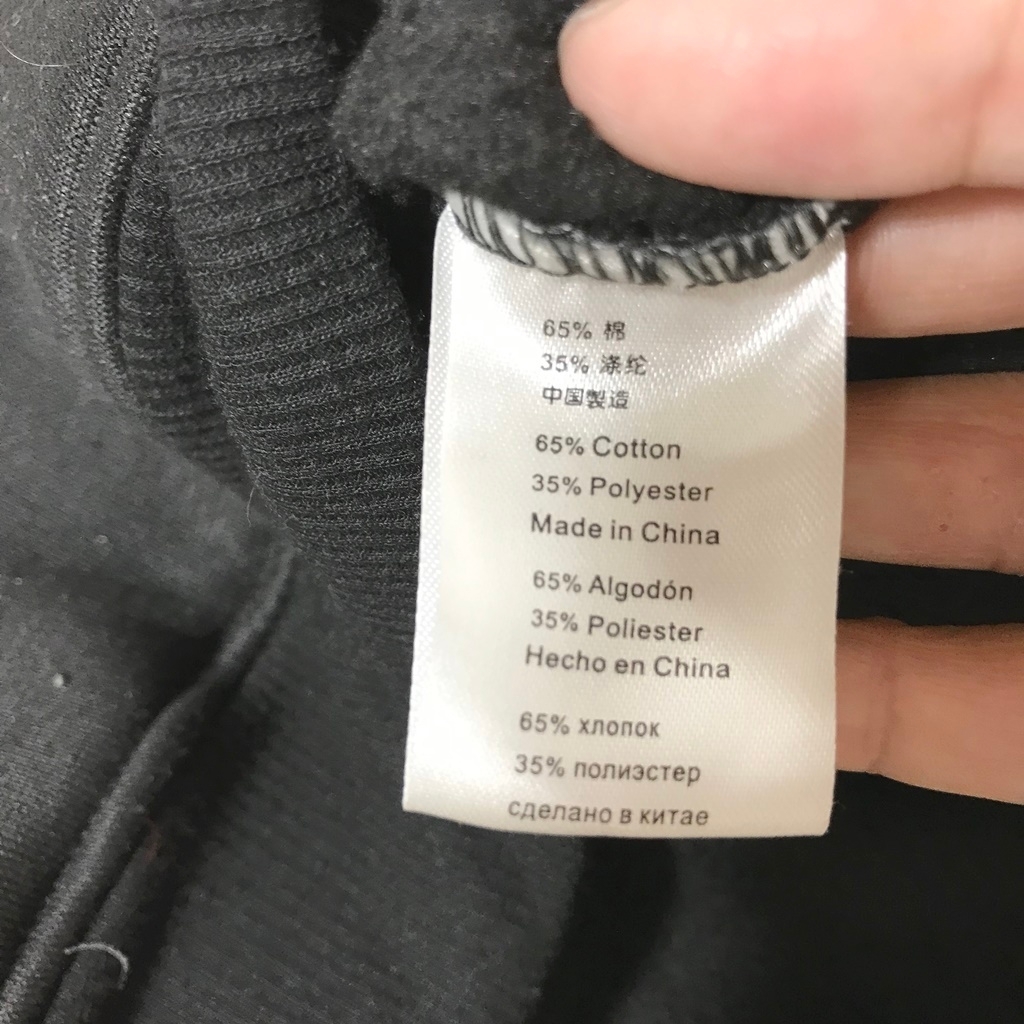 65% 棉
35% 涤纶
中国製造
65% Cotton
35% Polyester
Made in China
65% Algodón
35% Poliester
Hecho en China
65% хлопок
35% полиэстер
сделано в китае